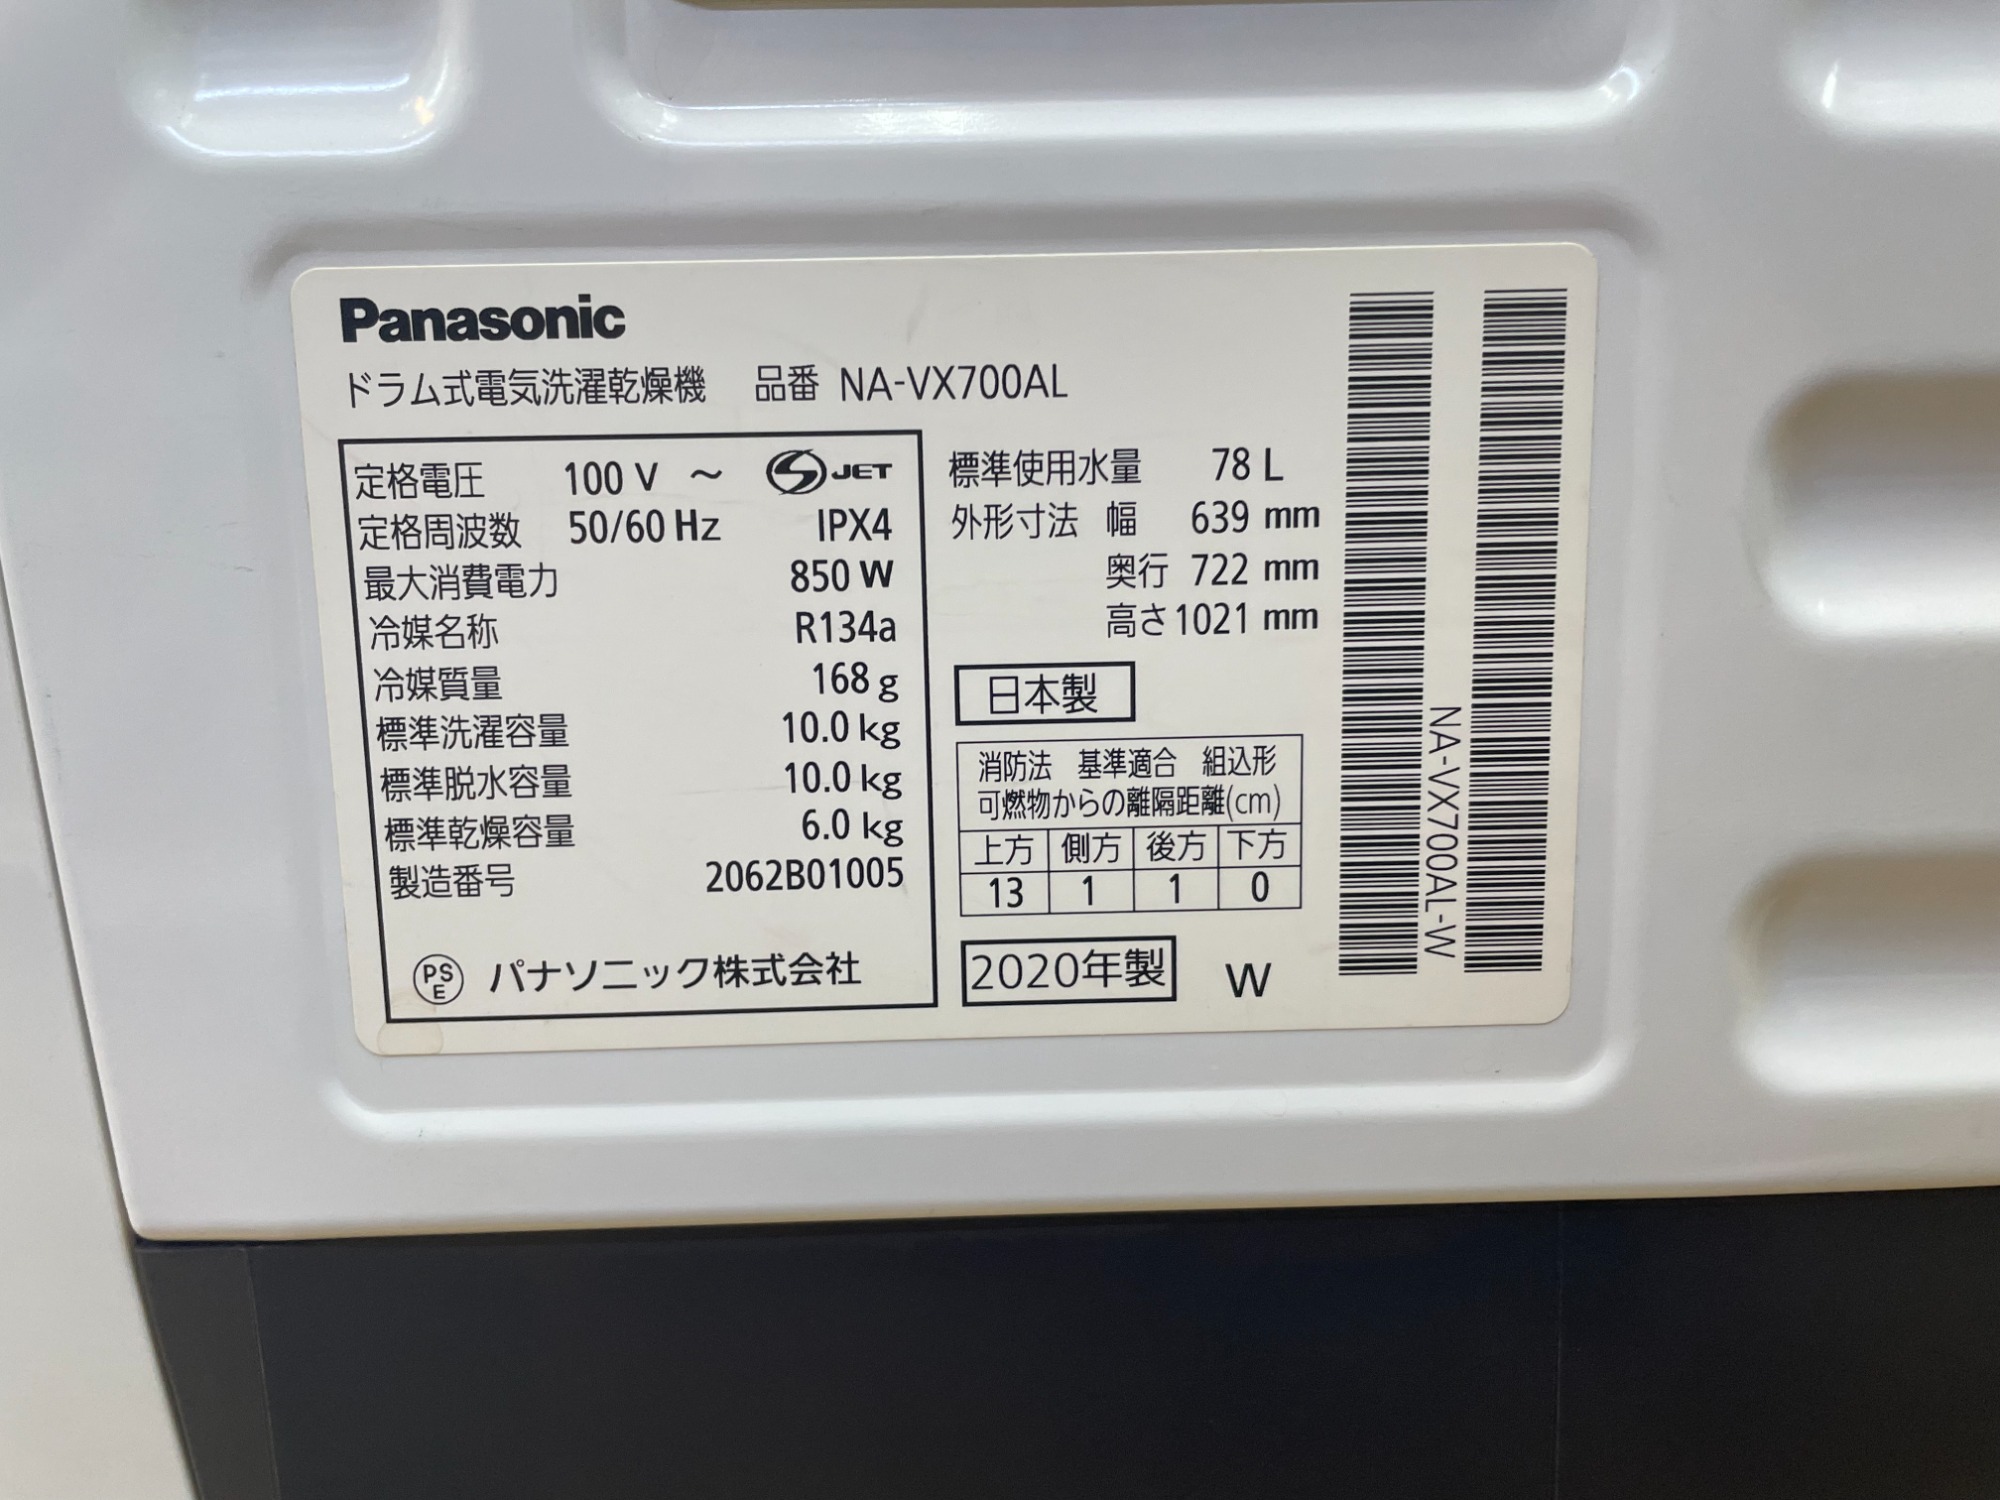 Panasonic
ドラム式電気洗濯乾燥機 品番 NA-VX700AL
定格電圧 100 V ～ S JET
定格周波数 50/60 Hz IPX4
最大消費電力 850 W
冷媒名称 R134a
冷媒質量 168 g
標準洗濯容量 10.0 kg
標準脱水容量 10.0 kg
標準乾燥容量 6.0 kg
製造番号 2062B01005
PSE パナソニック株式会社
標準使用水量 78 L
外形寸法 幅 639 mm
奥行 722 mm
高さ 1021 mm
日本製
消防法 基準適合 組込形
可燃物からの離隔距離(cm)
上方 側方 後方 下方
13 1 1 0
2020年製 W
NA-VX700AL-W